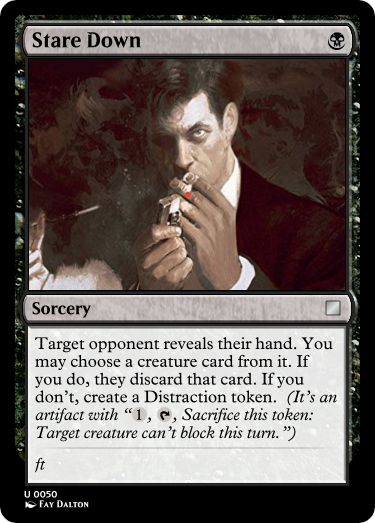 Stare Down
Sorcery
Target opponent reveals their hand. You
may choose a creature card from it. If
you do, they discard that card. If you
don't, create a Distraction token. (It's an
artifact with "1, Sacrifice this token:
Target creature can't block this turn.")
ft
U 0050
Fay Dalton